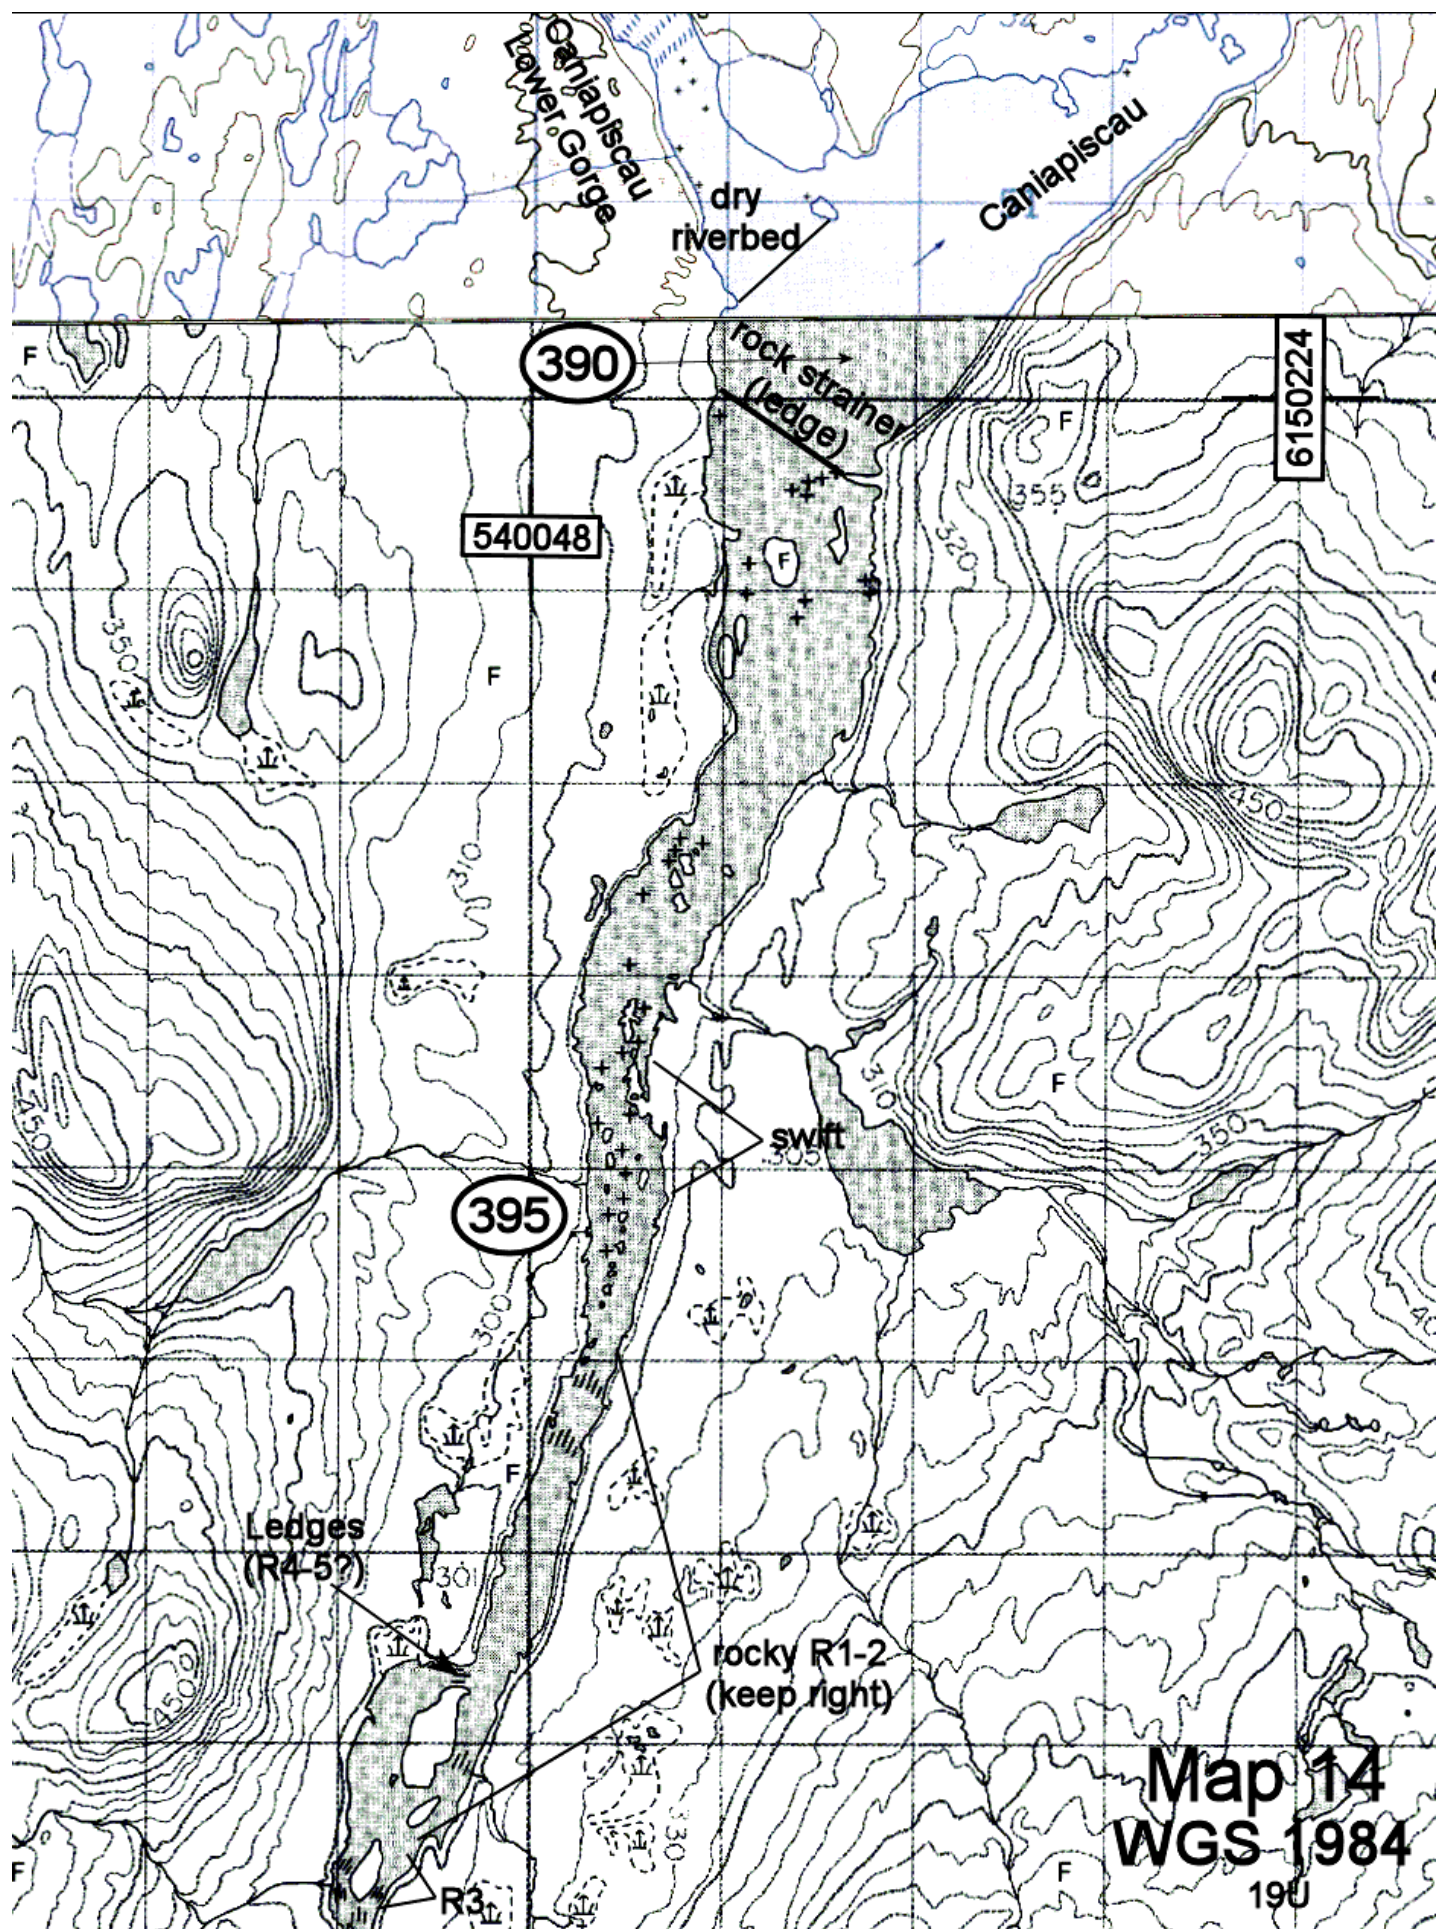 Caniapiscau
Lower Gorge
Caniapiscau
dry
riverbed
F
390
rock strainer
(ledge)
6150224
F
355
540048
320
F
350
F
450
310
F
310
450
350
swift
305
395
300
F
Ledges
(R4-5?)
301
rocky R1-2
(keep right)
450
Map 14
330
WGS 1984
F
F
19U
R3